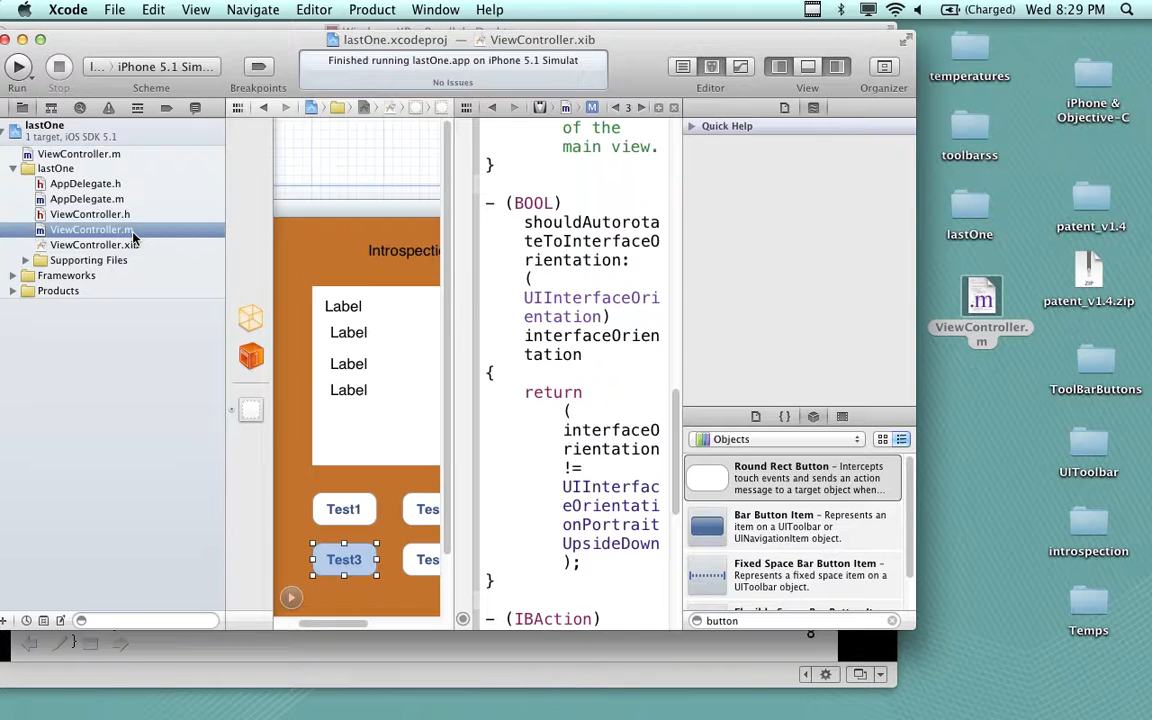 Xcode File Edit View Navigate Editor Product Window Help (Charged) Wed 8:29 PM
lastOne.xcodeproj — ViewController.xib
Run Stop I... iPhone 5.1 Sim... Scheme Breakpoints
Finished running lastOne.app on iPhone 5.1 Simulat
No Issues
Editor View Organizer
3
lastOne
1 target, iOS SDK 5.1
ViewController.m
lastOne
AppDelegate.h
AppDelegate.m
ViewController.h
ViewController.m
ViewController.xib
Supporting Files
Frameworks
Products
Introspecti
Label
Label
Label
Label
Test1
Tes
Test3
Tes
of the
main view.
}
- (BOOL)
shouldAutorota
teToInterfaceO
rientation:
(
UIInterfaceOri
entation)
interfaceOrien
tation
{
return
(
interfaceO
rientation
!=
UIInterfac
eOrientati
onPortrait
UpsideDown
);
}
- (IBAction)
Quick Help
Objects
Round Rect Button – Intercepts
touch events and sends an action
message to a target object when...
Bar Button Item – Represents an
item on a UIToolbar or
UINavigationItem object.
Fixed Space Bar Button Item –
Represents a fixed space item on a
UIToolbar object.
button
}
8
temperatures
toolbarss
lastOne
ViewController.
m
iPhone &
Objective-C
patent_v1.4
ZIP
patent_v1.4.zip
ToolBarButtons
UIToolbar
introspection
Temps
.m